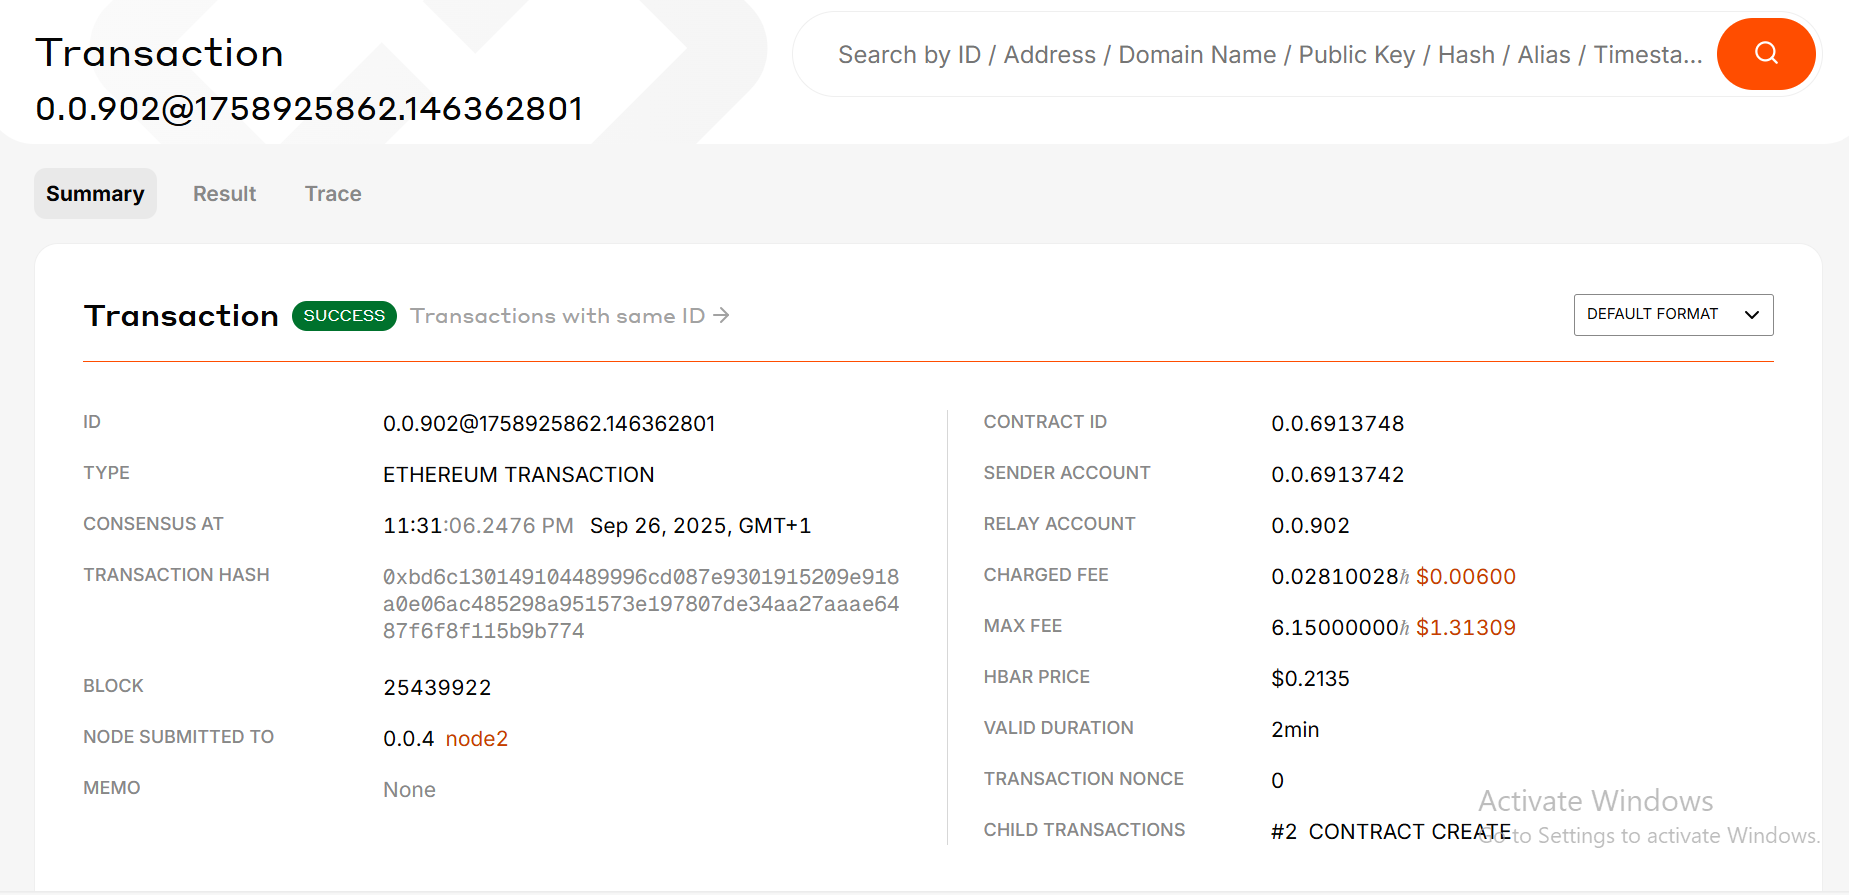 Transaction
0.0.902@1758925862.146362801
Search by ID / Address / Domain Name / Public Key / Hash / Alias / Timesta...
Summary Result Trace
Transaction SUCCESS Transactions with same ID →
DEFAULT FORMAT
ID 0.0.902@1758925862.146362801
TYPE ETHEREUM TRANSACTION
CONSENSUS AT 11:31:06.2476 PM Sep 26, 2025, GMT+1
TRANSACTION HASH 0xbd6c130149104489996cd087e9301915209e918
a0e06ac485298a951573e197807de34aa27aaae64
87f6f8f115b9b774
BLOCK 25439922
NODE SUBMITTED TO 0.0.4 node2
MEMO None
CONTRACT ID 0.0.6913748
SENDER ACCOUNT 0.0.6913742
RELAY ACCOUNT 0.0.902
CHARGED FEE 0.02810028ℏ $0.00600
MAX FEE 6.15000000ℏ $1.31309
HBAR PRICE $0.2135
VALID DURATION 2min
TRANSACTION NONCE 0
CHILD TRANSACTIONS #2 CONTRACT CREATE
Activate Windows
Go to Settings to activate Windows.